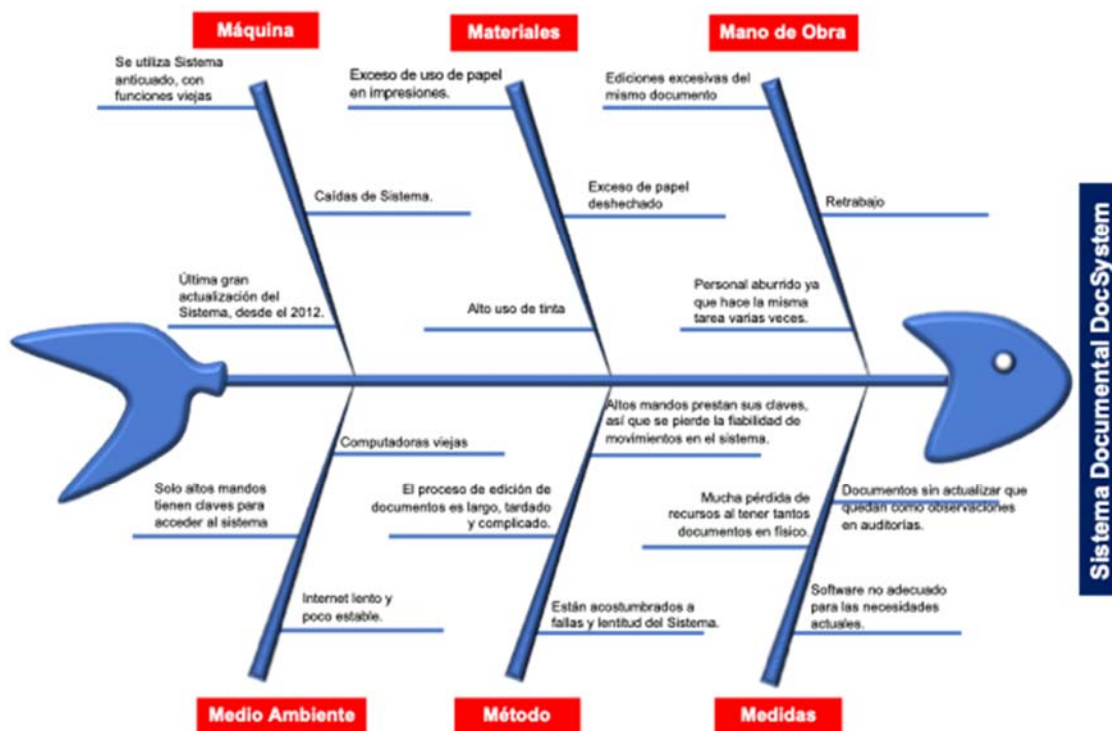 Máquina
Materiales
Mano de Obra
Se utiliza Sistema
anticuado, con
funciones viejas
Exceso de uso de papel
en impresiones.
Ediciones excesivas del
mismo documento
Caídas de Sistema.
Exceso de papel
deshechado
Retrabajo
Última gran
actualización del
Sistema, desde el 2012.
Alto uso de tinta
Personal aburrido ya
que hace la misma
tarea varias veces.
Sistema Documental DocSystem
Computadoras viejas
Altos mandos prestan sus claves,
así que se pierde la fiabilidad de
movimientos en el sistema.
Solo altos mandos
tienen claves para
acceder al sistema
El proceso de edición de
documentos es largo, tardado
y complicado.
Mucha pérdida de
recursos al tener tantos
documentos en físico.
Documentos sin actualizar que
quedan como observaciones
en auditorías.
Internet lento y
poco estable.
Están acostumbrados a
fallas y lentitud del Sistema.
Software no adecuado
para las necesidades
actuales.
Medio Ambiente
Método
Medidas